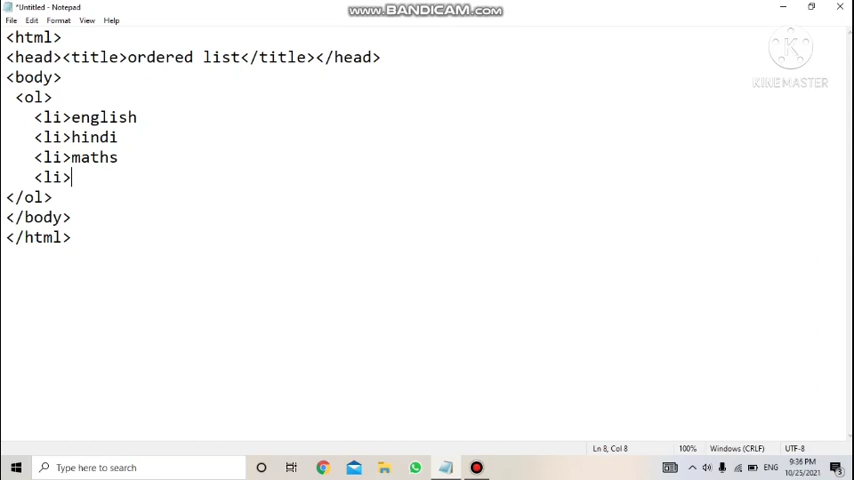 *Untitled - Notepad
www.BANDICAM.com
File Edit Format View Help
KINEMASTER
<html>
<head><title>ordered list</title></head>
<body>
<ol>
<li>english
<li>hindi
<li>maths
<li>
</ol>
</body>
</html>
Ln 8, Col 8 100% Windows (CRLF) UTF-8
Type here to search
ENG
9:36 PM
10/25/2021
3